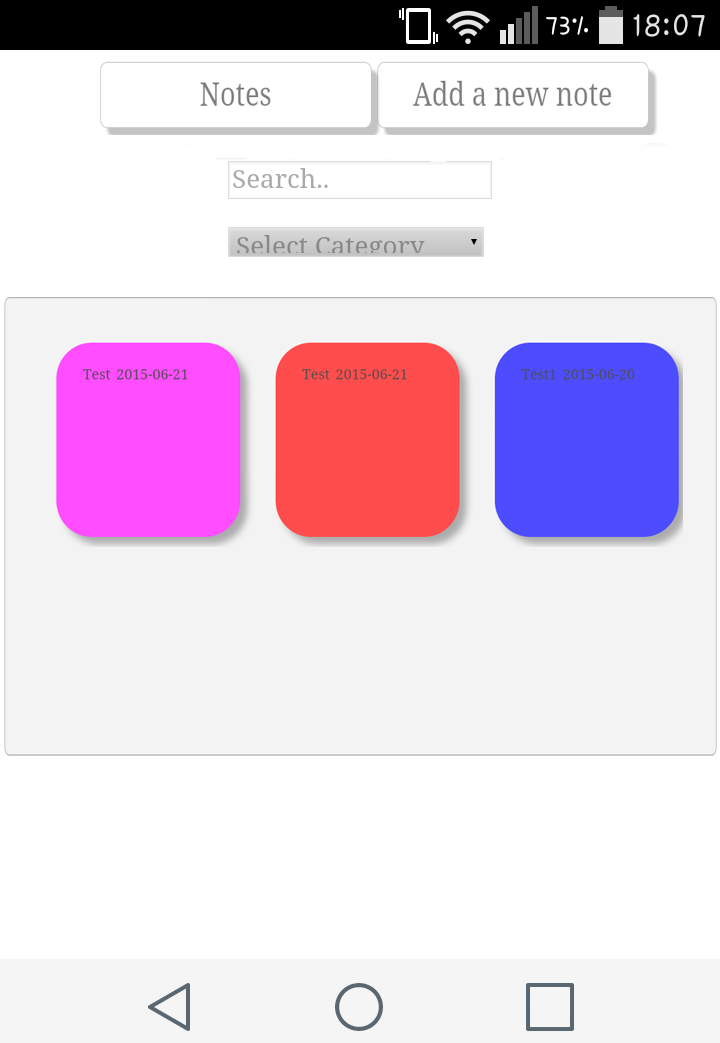 73% 18:07
Notes Add a new note
Search..
Select Category
Test 2015-06-21 Test 2015-06-21 Test1 2015-06-20